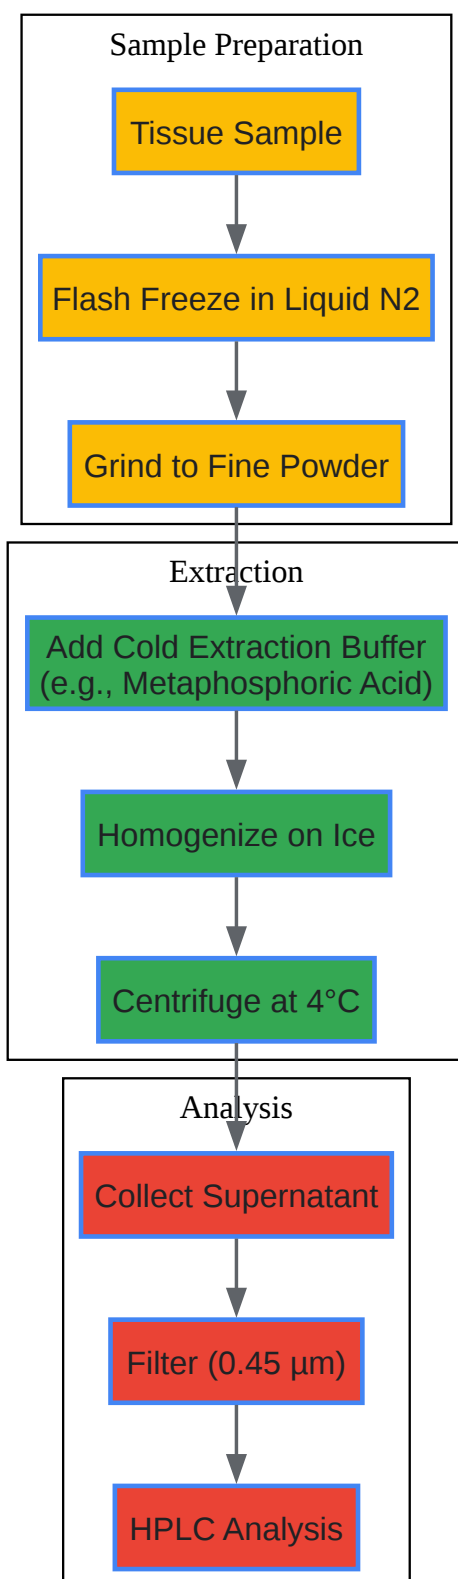 Sample Preparation
Tissue Sample
Flash Freeze in Liquid N2
Grind to Fine Powder
Extraction
Add Cold Extraction Buffer
(e.g., Metaphosphoric Acid)
Homogenize on Ice
Centrifuge at 4°C
Analysis
Collect Supernatant
Filter (0.45 µm)
HPLC Analysis